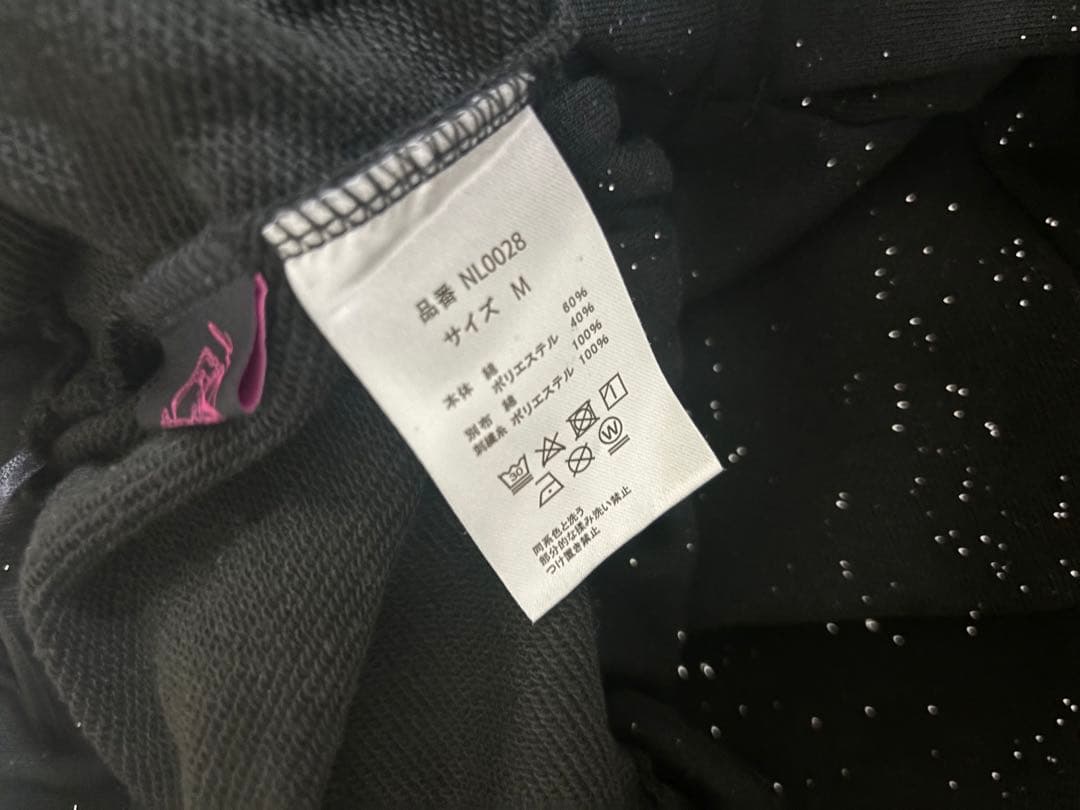 品番 NL0028
サイズ M
本体 綿 60%
ポリエステル 40%
別布 綿 100%
刺繍糸 ポリエステル 100%
30
W
同系色と洗う
部分的な揉み洗い禁止
つけ置き禁止